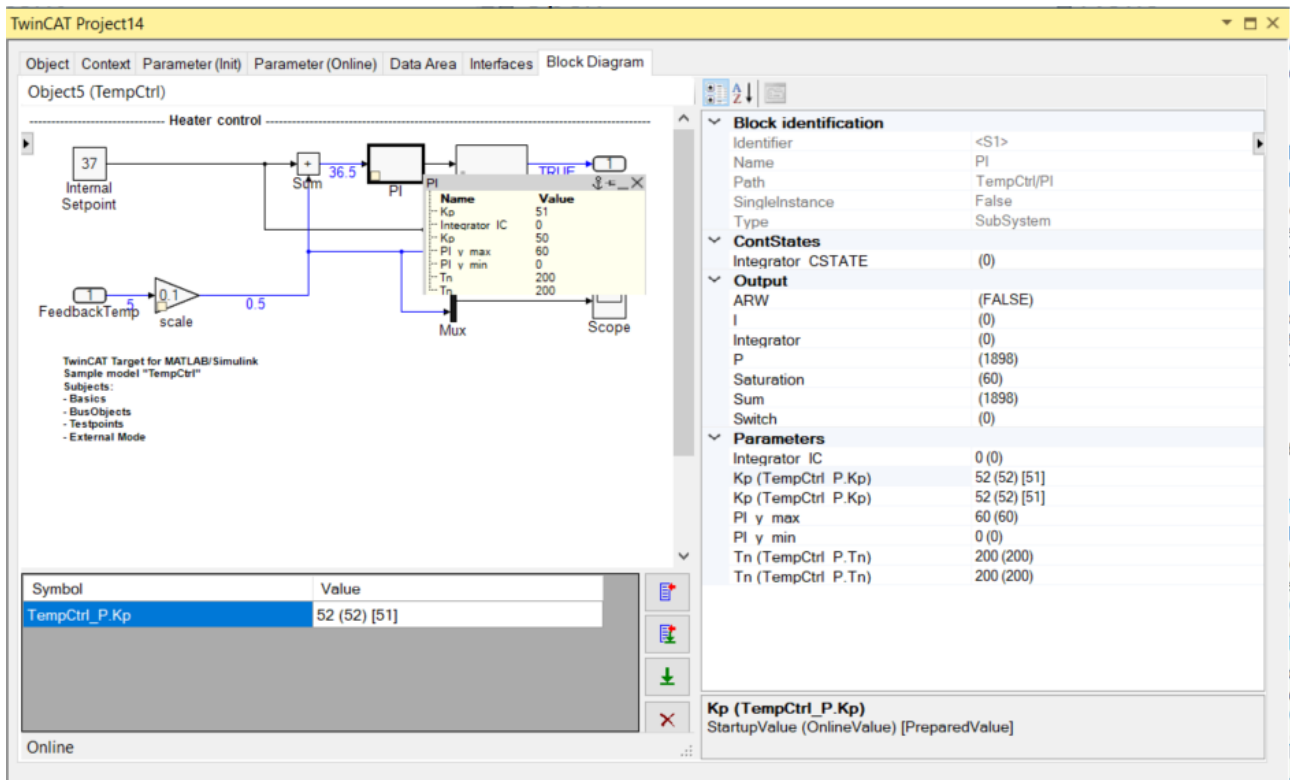 TwinCAT Project14
Object Context Parameter (Init) Parameter (Online) Data Area Interfaces Block Diagram
Object5 (TempCtrl)
Heater control
37
Internal
Setpoint
+
Sum
36.5
PI
TRUE
1
PI
Name Value
Kp 51
Integrator IC 0
Kp 50
PI y max 60
PI y min 0
Tn 200
Tn 200
1
FeedbackTemp
5
0.1
scale
0.5
Mux
Scope
TwinCAT Target for MATLAB/Simulink
Sample model "TempCtrl"
Subjects:
- Basics
- BusObjects
- Testpoints
- External Mode
Symbol Value
TempCtrl_P.Kp 52 (52) [51]
Online
Block identification
Identifier <S1>
Name PI
Path TempCtrl/PI
SingleInstance False
Type SubSystem
ContStates
Integrator CSTATE (0)
Output
ARW (FALSE)
I (0)
Integrator (0)
P (1898)
Saturation (60)
Sum (1898)
Switch (0)
Parameters
Integrator IC 0 (0)
Kp (TempCtrl P.Kp) 52 (52) [51]
Kp (TempCtrl P.Kp) 52 (52) [51]
PI y max 60 (60)
PI y min 0 (0)
Tn (TempCtrl P.Tn) 200 (200)
Tn (TempCtrl P.Tn) 200 (200)
Kp (TempCtrl_P.Kp)
StartupValue (OnlineValue) [PreparedValue]